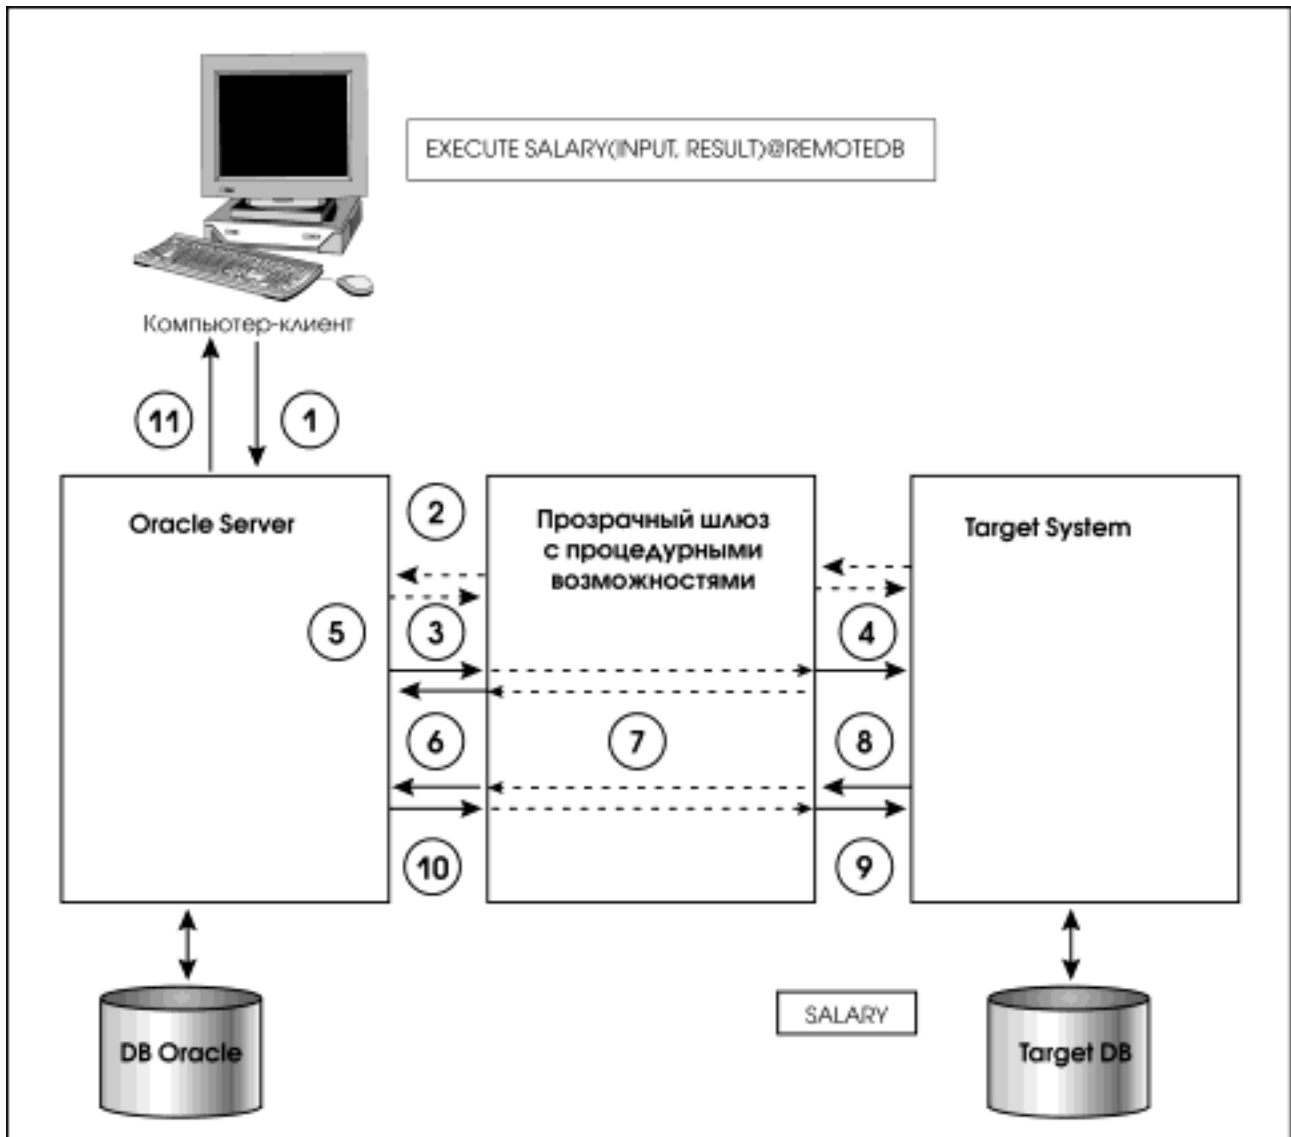 EXECUTE SALARY(INPUT, RESULT)@REMOTEDB
Компьютер-клиент
11
1
Oracle Server
2
Прозрачный шлюз
с процедурными
возможностями
Target System
5
3
4
6
7
8
10
9
SALARY
DB Oracle
Target DB